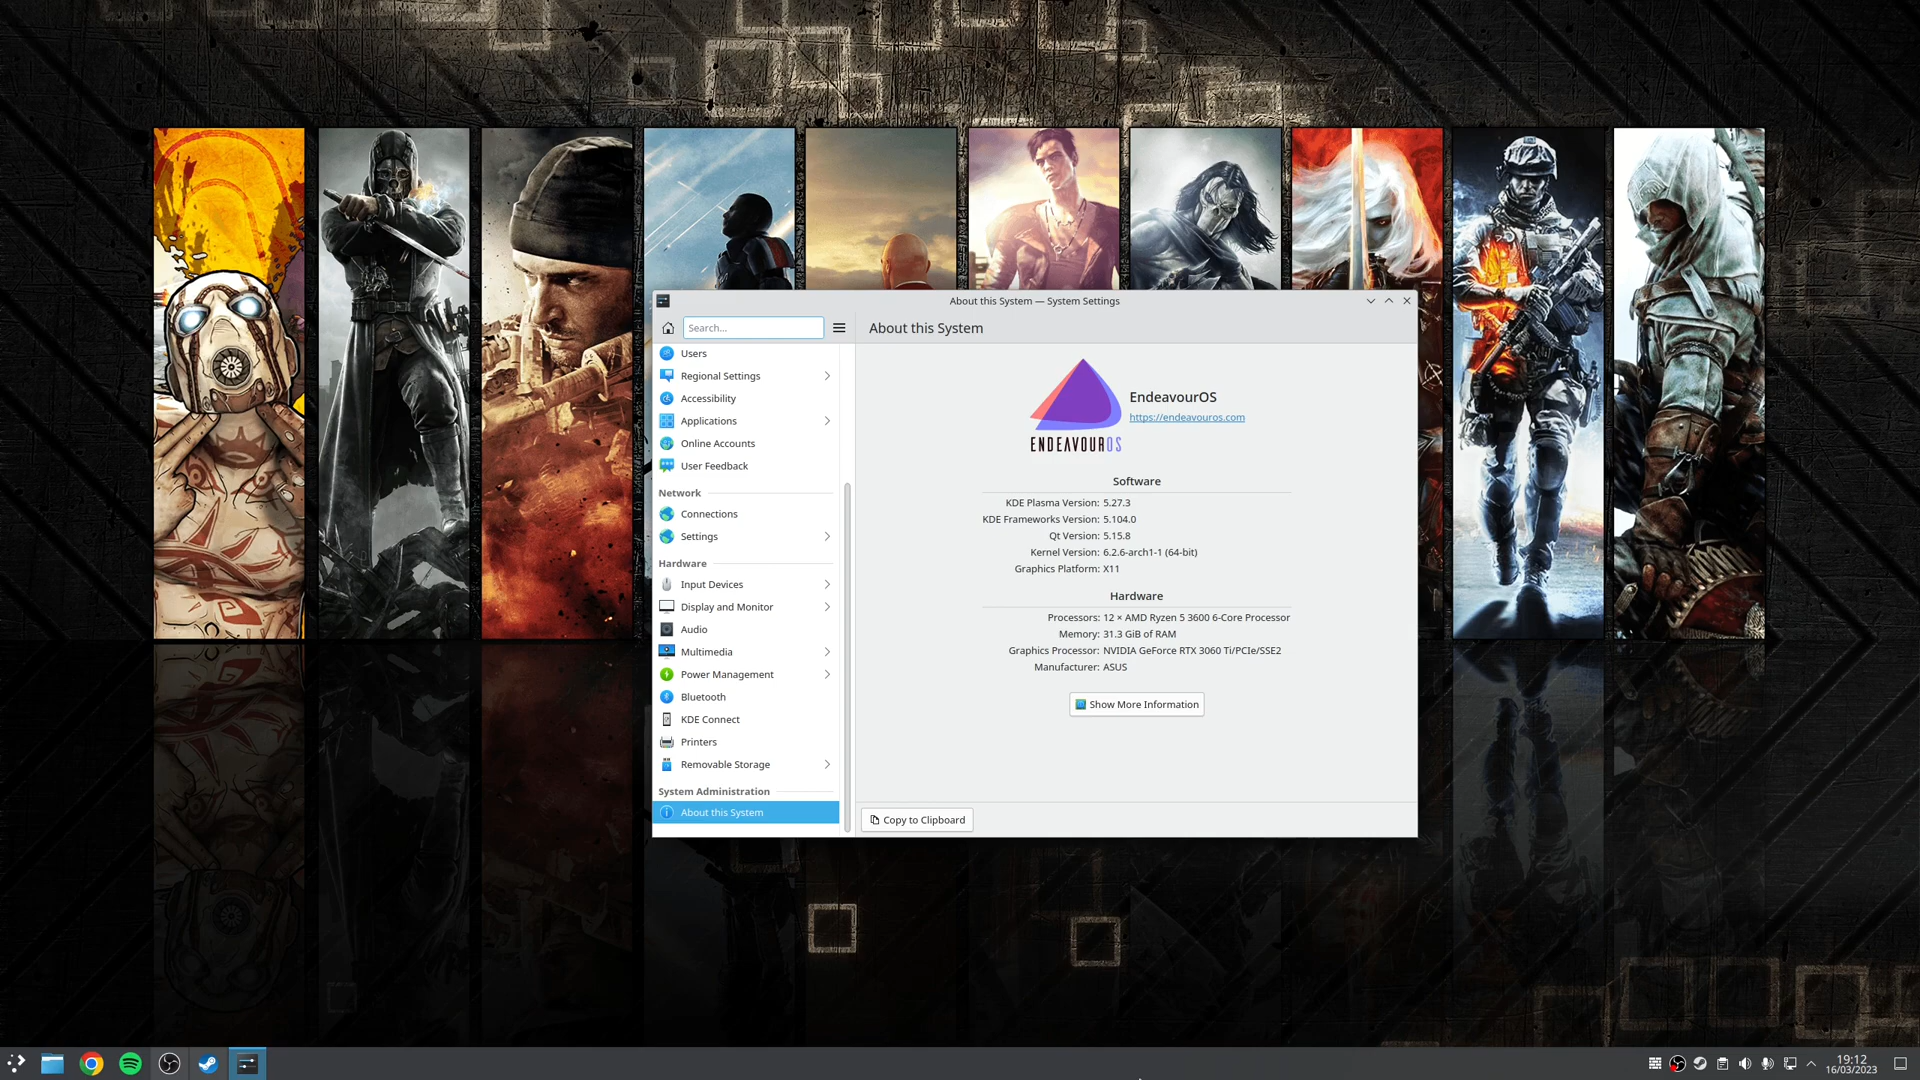 About this System — System Settings
Search...
About this System
Users
Regional Settings
Accessibility
Applications
Online Accounts
User Feedback
Network
Connections
Settings
Hardware
Input Devices
Display and Monitor
Audio
Multimedia
Power Management
Bluetooth
KDE Connect
Printers
Removable Storage
System Administration
About this System
ENDEAVOUROS
EndeavourOS
https://endeavouros.com
Software
KDE Plasma Version: 5.27.3
KDE Frameworks Version: 5.104.0
Qt Version: 5.15.8
Kernel Version: 6.2.6-arch1-1 (64-bit)
Graphics Platform: X11
Hardware
Processors: 12 × AMD Ryzen 5 3600 6-Core Processor
Memory: 31.3 GiB of RAM
Graphics Processor: NVIDIA GeForce RTX 3060 Ti/PCIe/SSE2
Manufacturer: ASUS
Show More Information
Copy to Clipboard
19:12
16/03/2023